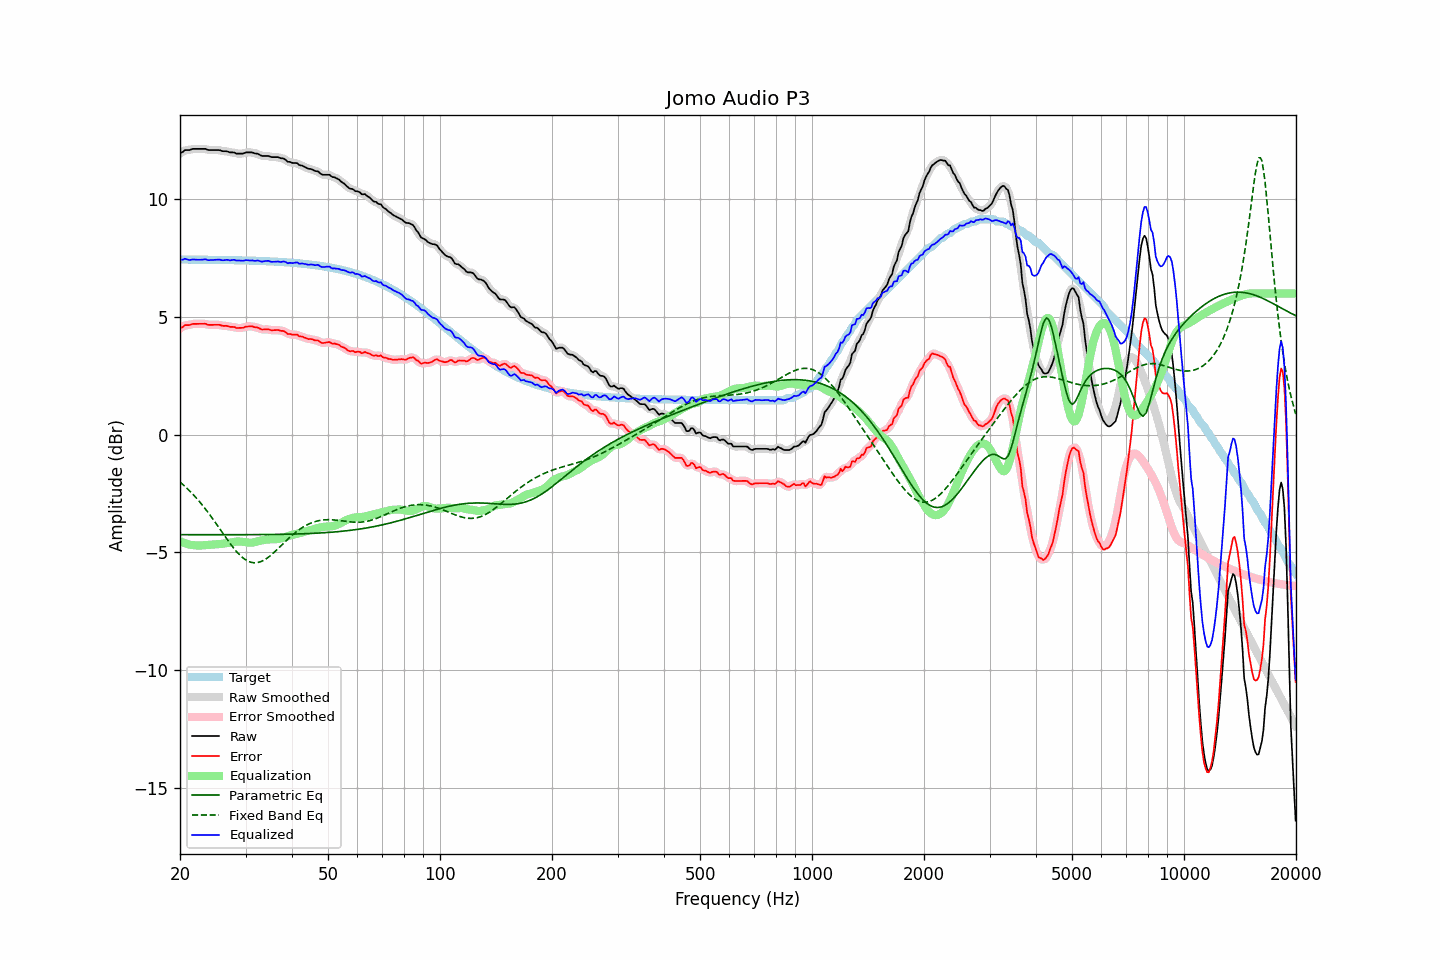 Jomo Audio P3
Amplitude (dBr)
10
5
0
−5
−10
−15
Target
Raw Smoothed
Error Smoothed
Raw
Error
Equalization
Parametric Eq
Fixed Band Eq
Equalized
20 50 100 200 500 1000 2000 5000 10000 20000
Frequency (Hz)